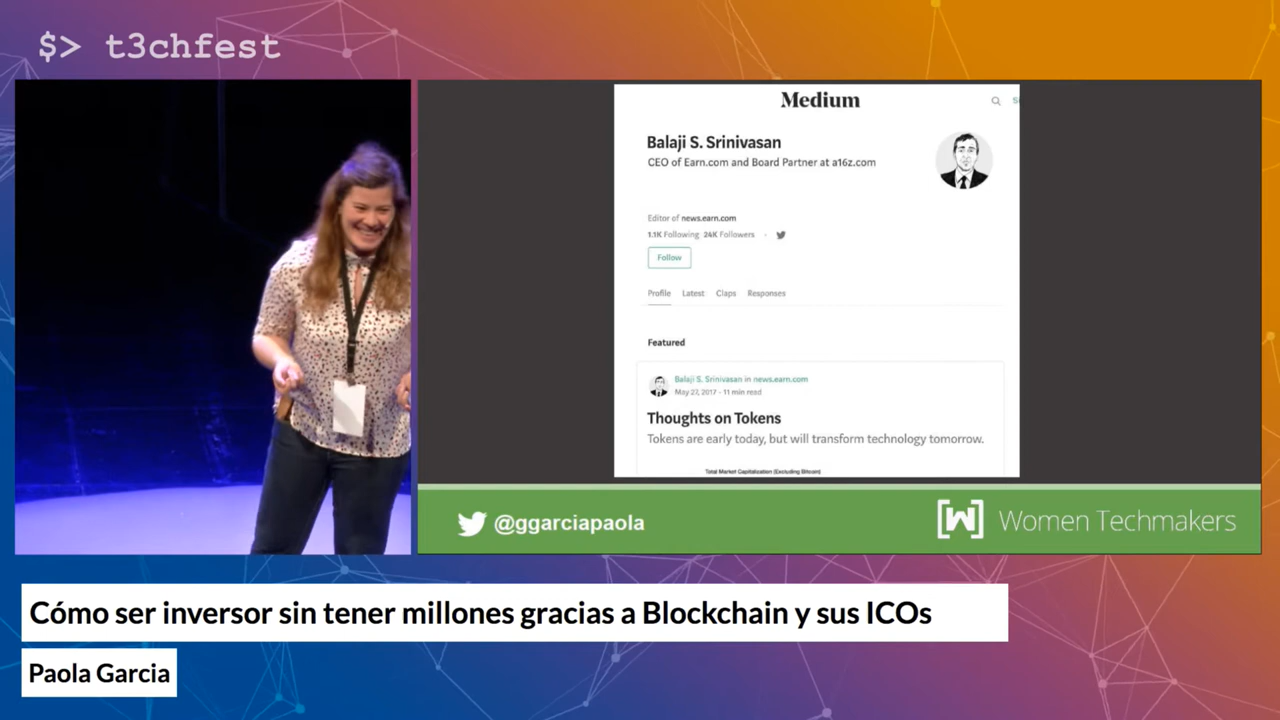 $> t3chfest
Medium
S
Balaji S. Srinivasan
CEO of Earn.com and Board Partner at a16z.com
Editor of news.earn.com
1.1K Following 24K Followers ·
Follow
Profile Latest Claps Responses
Featured
Balaji S. Srinivasan in news.earn.com
May 27, 2017 · 11 min read
Thoughts on Tokens
Tokens are early today, but will transform technology tomorrow.
Total Market Capitalization (Excluding Bitcoin)
@ggarciapaola
[W] Women Techmakers
Cómo ser inversor sin tener millones gracias a Blockchain y sus ICOs
Paola Garcia